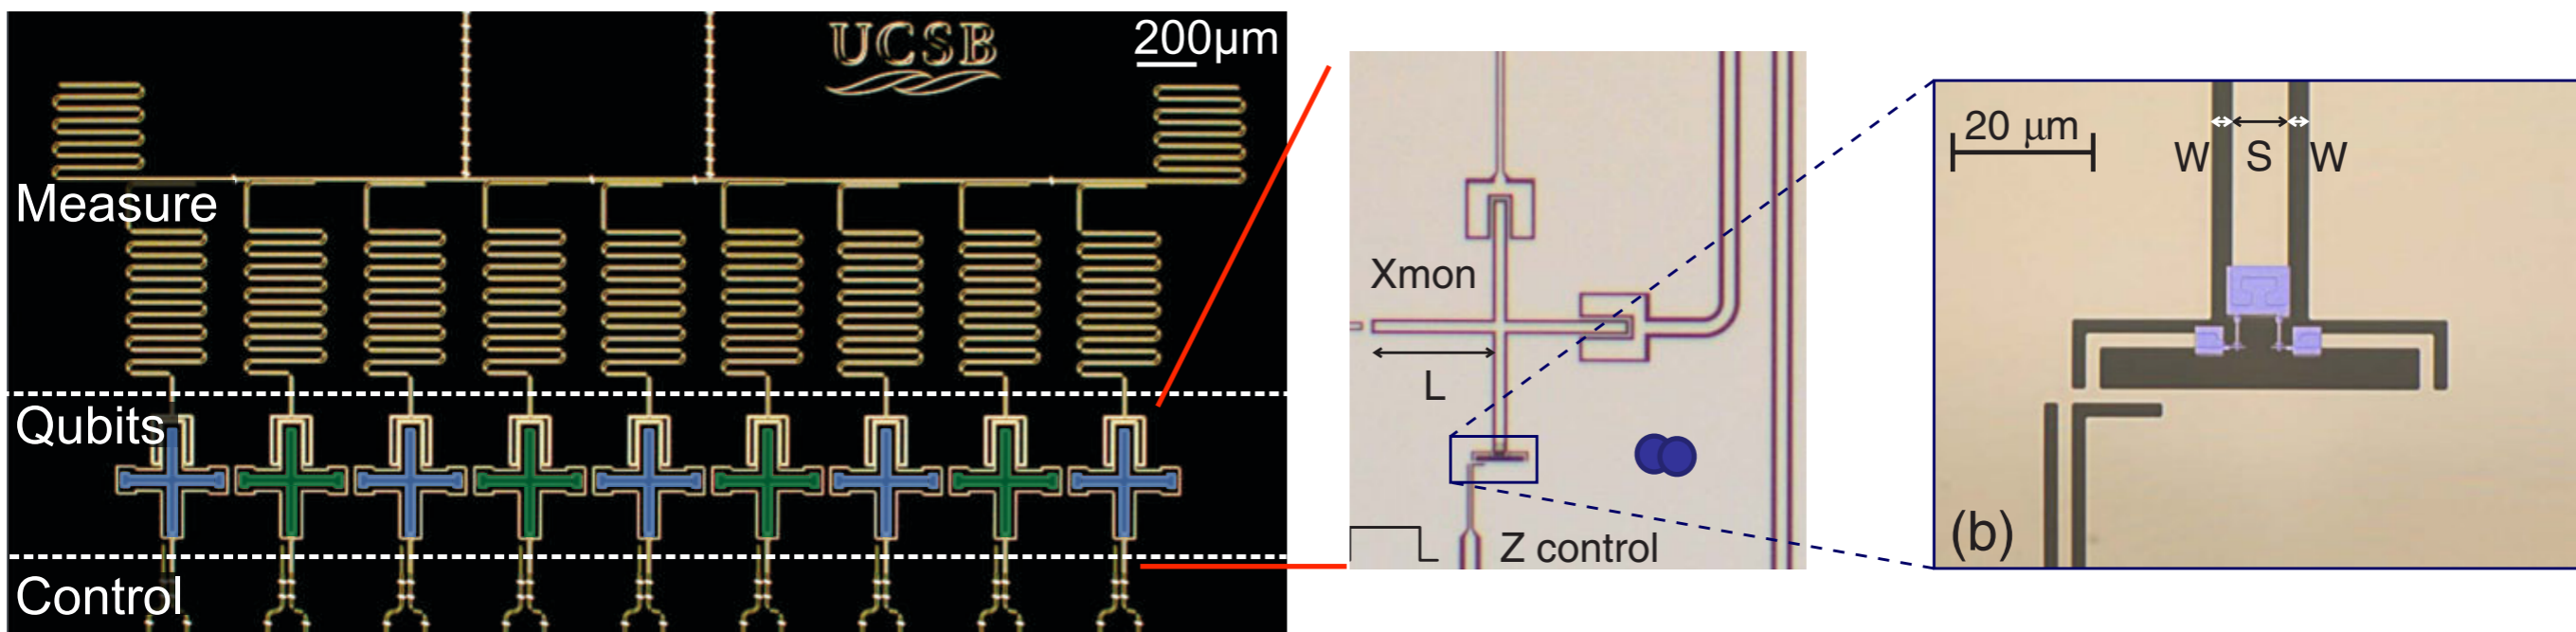 UCSB
200μm
Measure
Qubits
Control
Xmon
L
Z control
20 μm
W S W
(b)